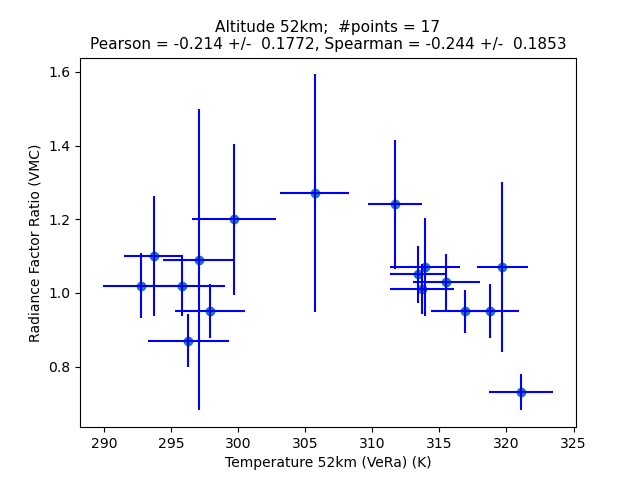 Altitude 52km;  #points = 17
Pearson = -0.214 +/-  0.1772, Spearman = -0.244 +/-  0.1853
1.6
1.4
1.2
1.0
0.8
Radiance Factor Ratio (VMC)
290 295 300 305 310 315 320 325
Temperature 52km (VeRa) (K)